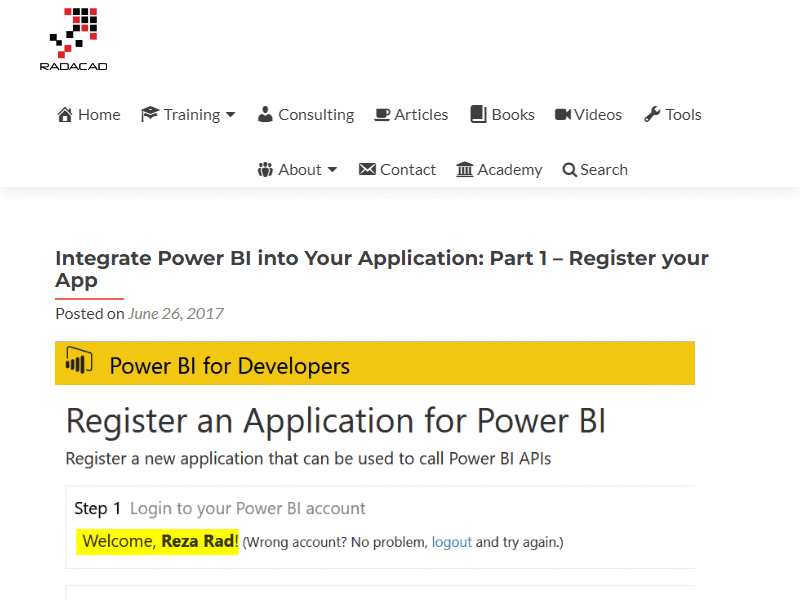 RADACAD
Home Training Consulting Articles Books Videos Tools
About Contact Academy Search
Integrate Power BI into Your Application: Part 1 – Register your
App
Posted on June 26, 2017
Power BI for Developers
Register an Application for Power BI
Register a new application that can be used to call Power BI APIs
Step 1 Login to your Power BI account
Welcome, Reza Rad! (Wrong account? No problem, logout and try again.)